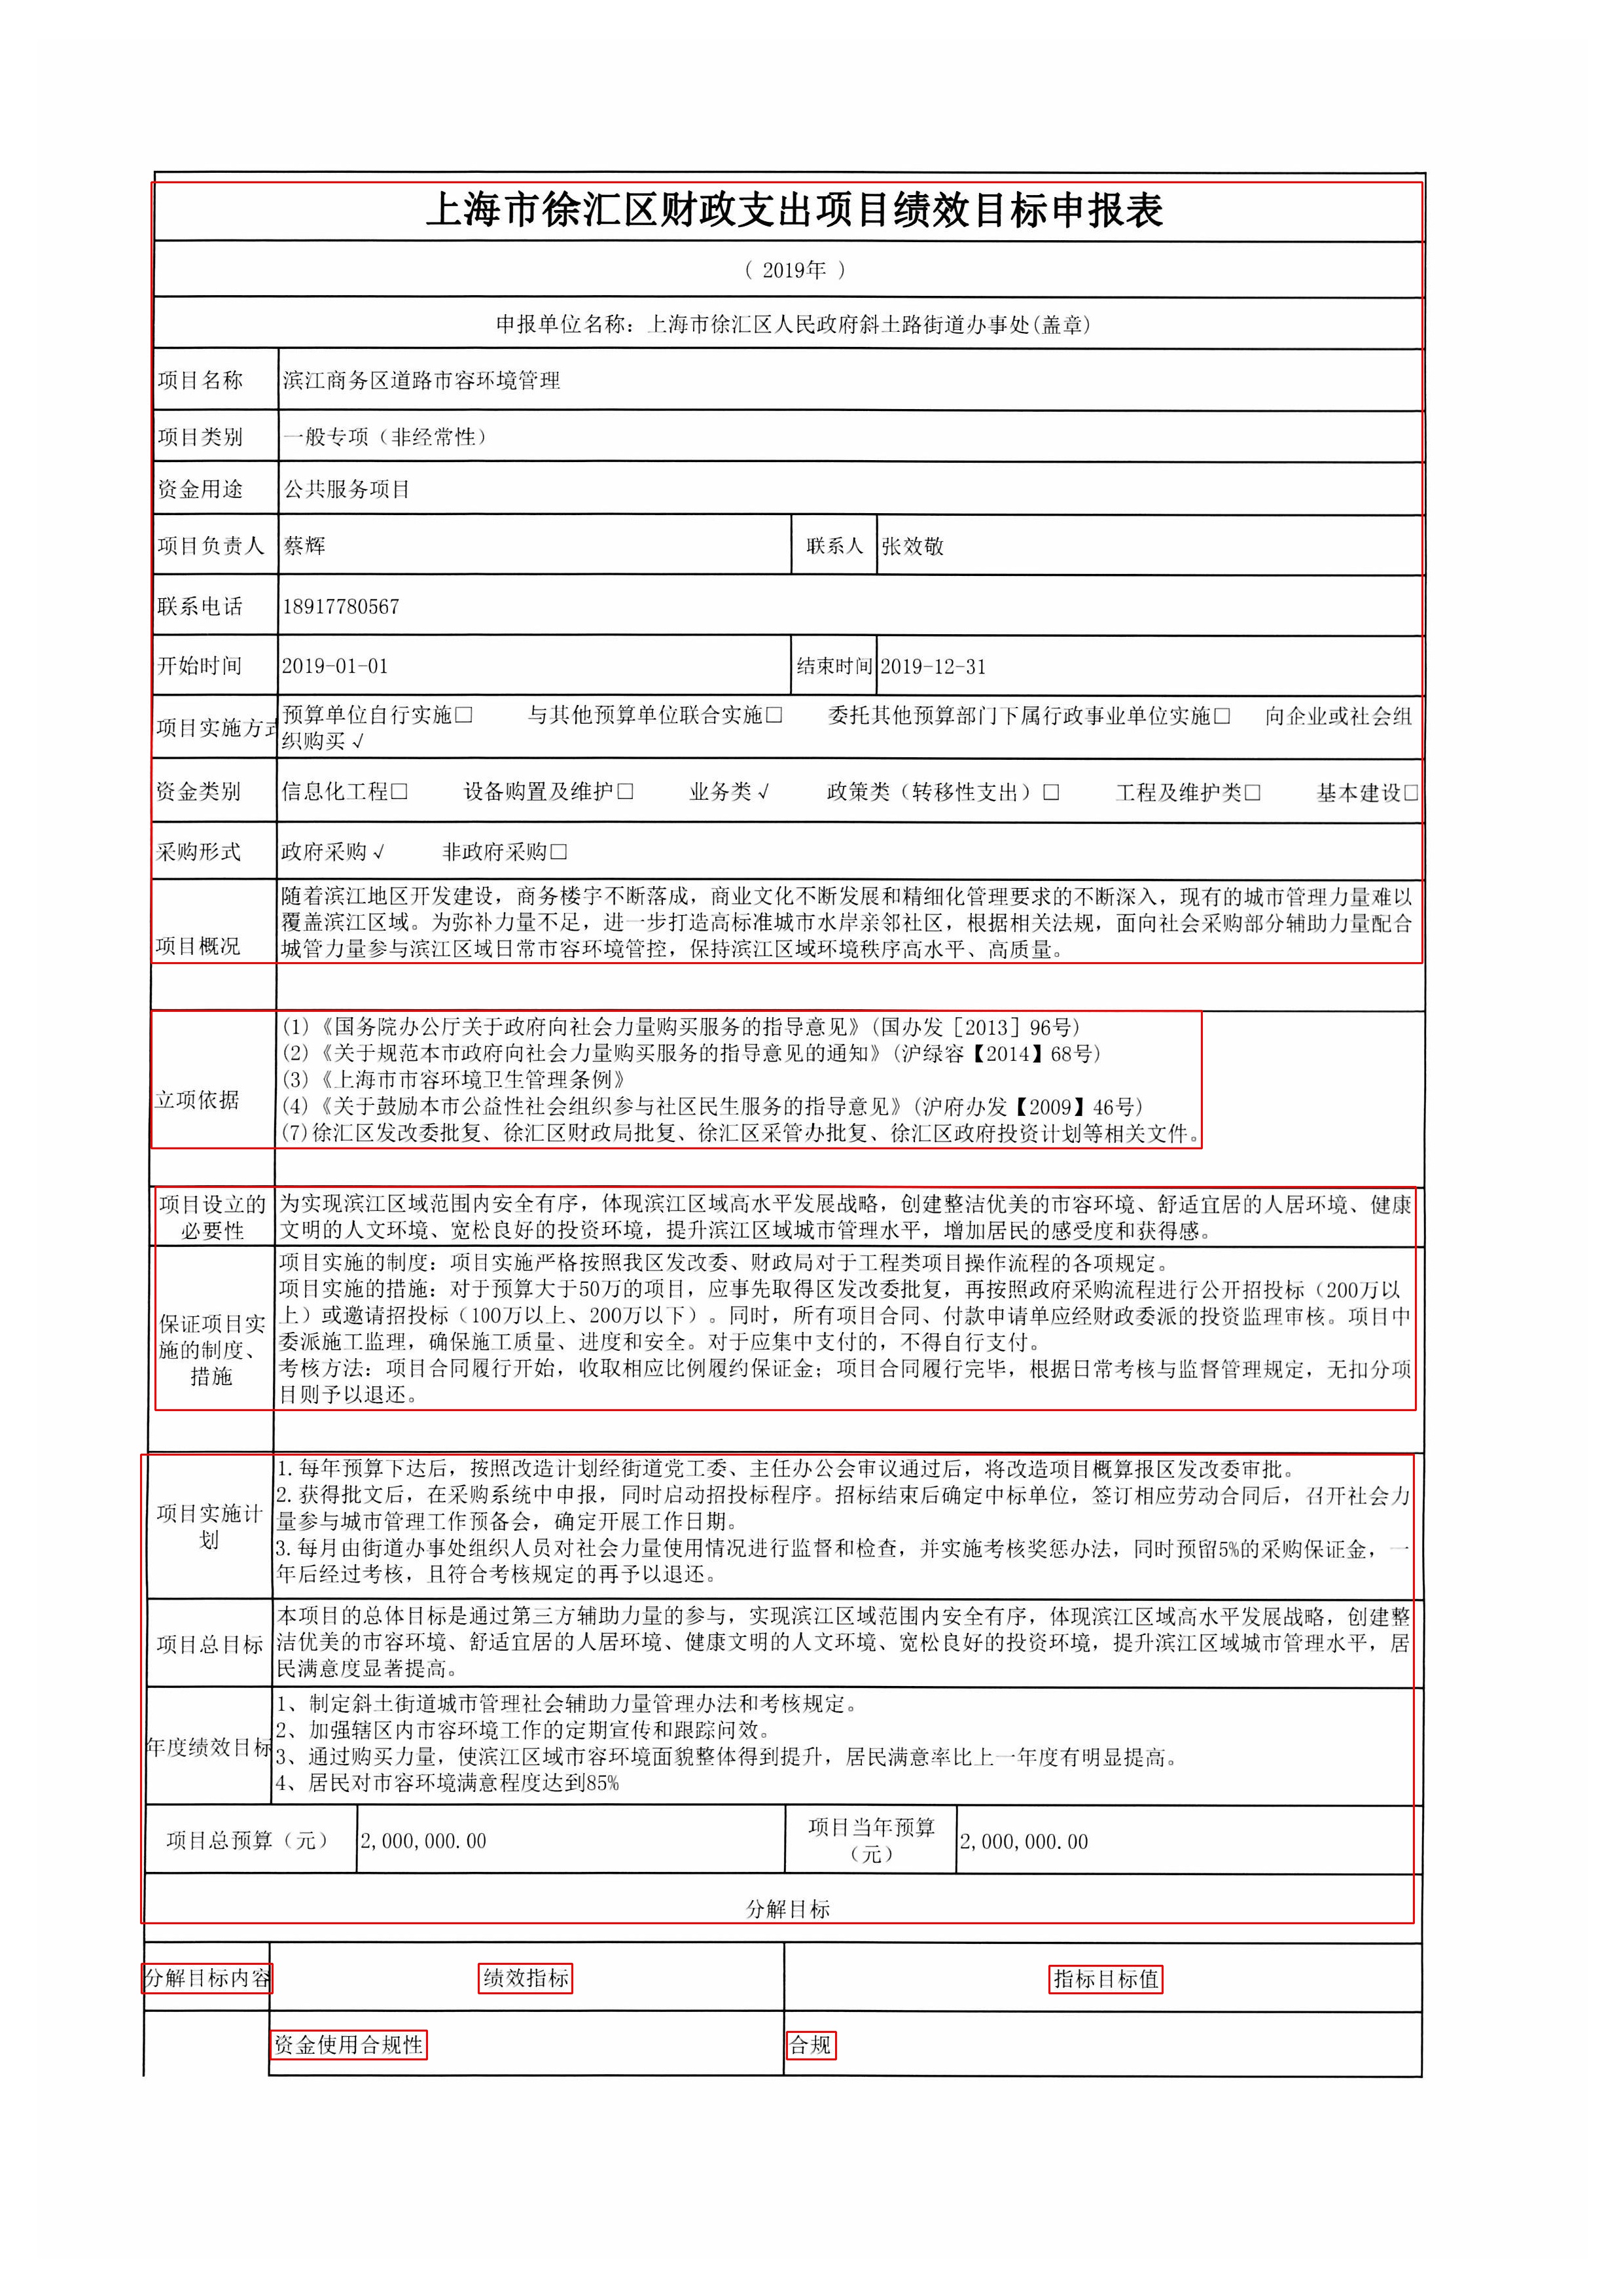 上海市徐汇区财政支出项目绩效目标申报表
（ 2019年 ）
申报单位名称：上海市徐汇区人民政府斜土路街道办事处(盖章)
项目名称 滨江商务区道路市容环境管理
项目类别 一般专项（非经常性）
资金用途 公共服务项目
项目负责人 蔡辉 联系人 张效敬
联系电话 18917780567
开始时间 2019-01-01 结束时间 2019-12-31
项目实施方式 预算单位自行实施□ 与其他预算单位联合实施□ 委托其他预算部门下属行政事业单位实施□ 向企业或社会组
织购买√
资金类别 信息化工程□ 设备购置及维护□ 业务类√ 政策类（转移性支出）□ 工程及维护类□ 基本建设□
采购形式 政府采购√ 非政府采购□
项目概况
随着滨江地区开发建设，商务楼宇不断落成，商业文化不断发展和精细化管理要求的不断深入，现有的城市管理力量难以
覆盖滨江区域。为弥补力量不足，进一步打造高标准城市水岸亲邻社区，根据相关法规，面向社会采购部分辅助力量配合
城管力量参与滨江区域日常市容环境管控，保持滨江区域环境秩序高水平、高质量。
立项依据
(1)《国务院办公厅关于政府向社会力量购买服务的指导意见》(国办发［2013］96号)
(2)《关于规范本市政府向社会力量购买服务的指导意见的通知》(沪绿容【2014】68号)
(3)《上海市市容环境卫生管理条例》
(4)《关于鼓励本市公益性社会组织参与社区民生服务的指导意见》(沪府办发【2009】46号)
(7)徐汇区发改委批复、徐汇区财政局批复、徐汇区采管办批复、徐汇区政府投资计划等相关文件。
项目设立的
必要性
为实现滨江区域范围内安全有序，体现滨江区域高水平发展战略，创建整洁优美的市容环境、舒适宜居的人居环境、健康
文明的人文环境、宽松良好的投资环境，提升滨江区域城市管理水平，增加居民的感受度和获得感。
保证项目实
施的制度、
措施
项目实施的制度：项目实施严格按照我区发改委、财政局对于工程类项目操作流程的各项规定。
项目实施的措施：对于预算大于50万的项目，应事先取得区发改委批复，再按照政府采购流程进行公开招投标（200万以
上）或邀请招投标（100万以上、200万以下）。同时，所有项目合同、付款申请单应经财政委派的投资监理审核。项目中
委派施工监理，确保施工质量、进度和安全。对于应集中支付的，不得自行支付。
考核方法：项目合同履行开始，收取相应比例履约保证金；项目合同履行完毕，根据日常考核与监督管理规定，无扣分项
目则予以退还。
项目实施计
划
1.每年预算下达后，按照改造计划经街道党工委、主任办公会审议通过后，将改造项目概算报区发改委审批。
2.获得批文后，在采购系统中申报，同时启动招投标程序。招标结束后确定中标单位，签订相应劳动合同后，召开社会力
量参与城市管理工作预备会，确定开展工作日期。
3.每月由街道办事处组织人员对社会力量使用情况进行监督和检查，并实施考核奖惩办法，同时预留5%的采购保证金，一
年后经过考核，且符合考核规定的再予以退还。
项目总目标
本项目的总体目标是通过第三方辅助力量的参与，实现滨江区域范围内安全有序，体现滨江区域高水平发展战略，创建整
洁优美的市容环境、舒适宜居的人居环境、健康文明的人文环境、宽松良好的投资环境，提升滨江区域城市管理水平，居
民满意度显著提高。
年度绩效目标
1、制定斜土街道城市管理社会辅助力量管理办法和考核规定。
2、加强辖区内市容环境工作的定期宣传和跟踪问效。
3、通过购买力量，使滨江区域市容环境面貌整体得到提升，居民满意率比上一年度有明显提高。
4、居民对市容环境满意程度达到85%
项目总预算（元） 2,000,000.00 项目当年预算
（元） 2,000,000.00
分解目标
分解目标内容 绩效指标 指标目标值
资金使用合规性 合规